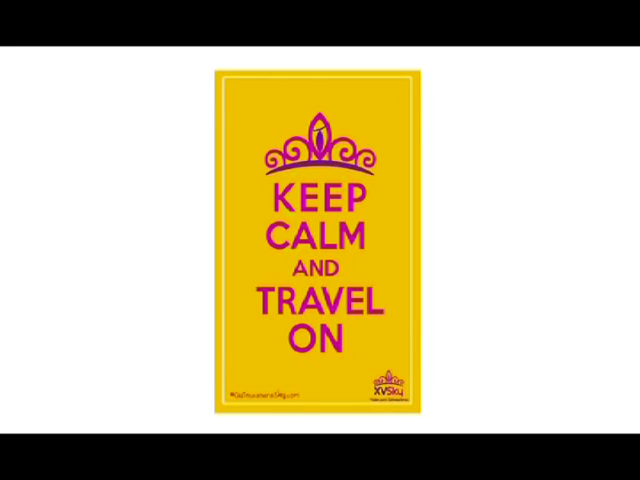 KEEP
CALM
AND
TRAVEL
ON
XVSky